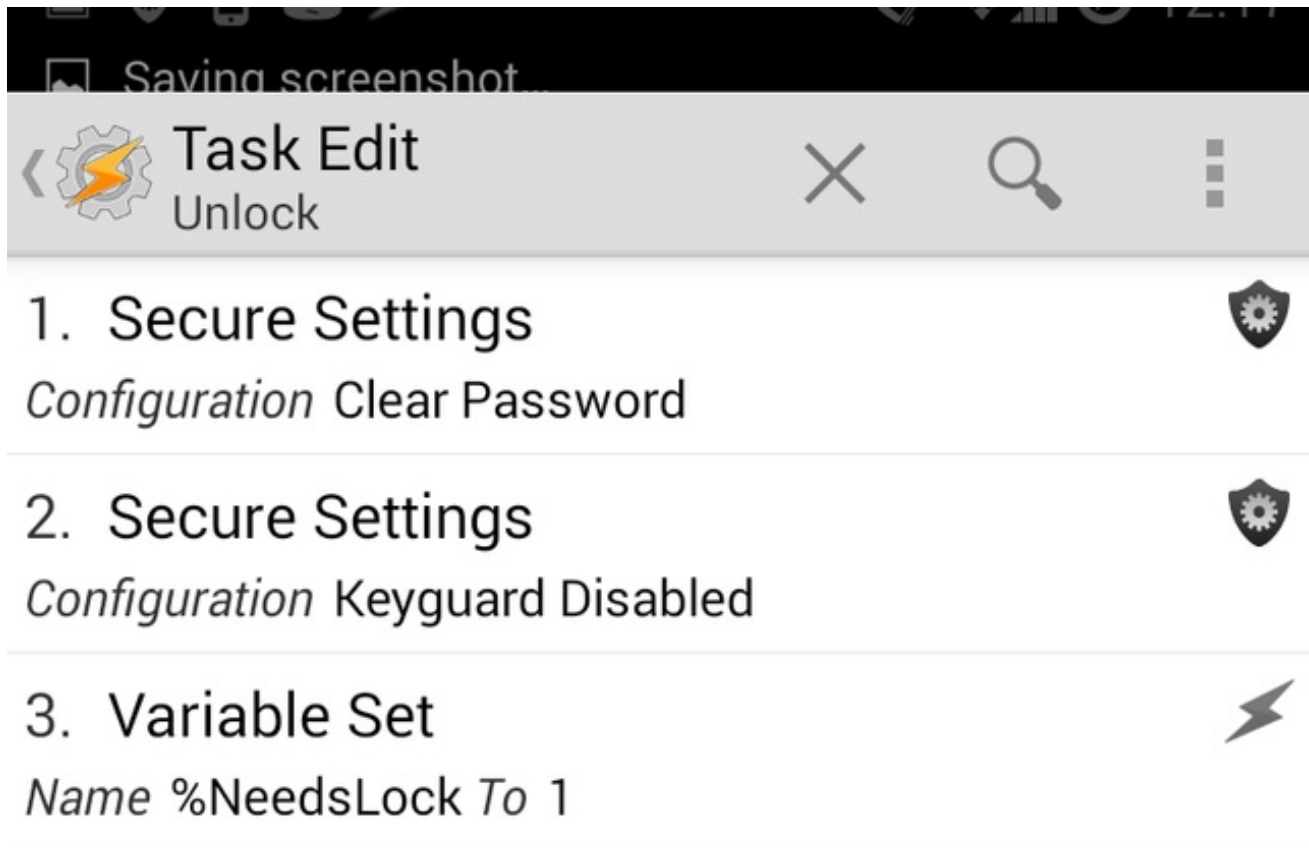 Saving screenshot...
Task Edit
Unlock
1. Secure Settings
Configuration Clear Password
2. Secure Settings
Configuration Keyguard Disabled
3. Variable Set
Name %NeedsLock To 1